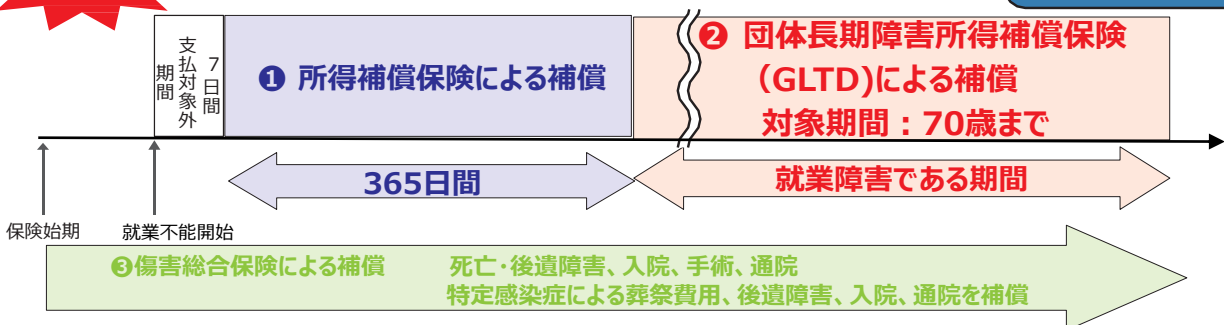 7日間
支払対象外
期間
❶ 所得補償保険による補償
❷ 団体長期障害所得補償保険
（GLTD)による補償
対象期間：70歳まで
365日間
就業障害である期間
保険始期
就業不能開始
❸傷害総合保険による補償
死亡・後遺障害、入院、手術、通院
特定感染症による葬祭費用、後遺障害、入院、通院を補償